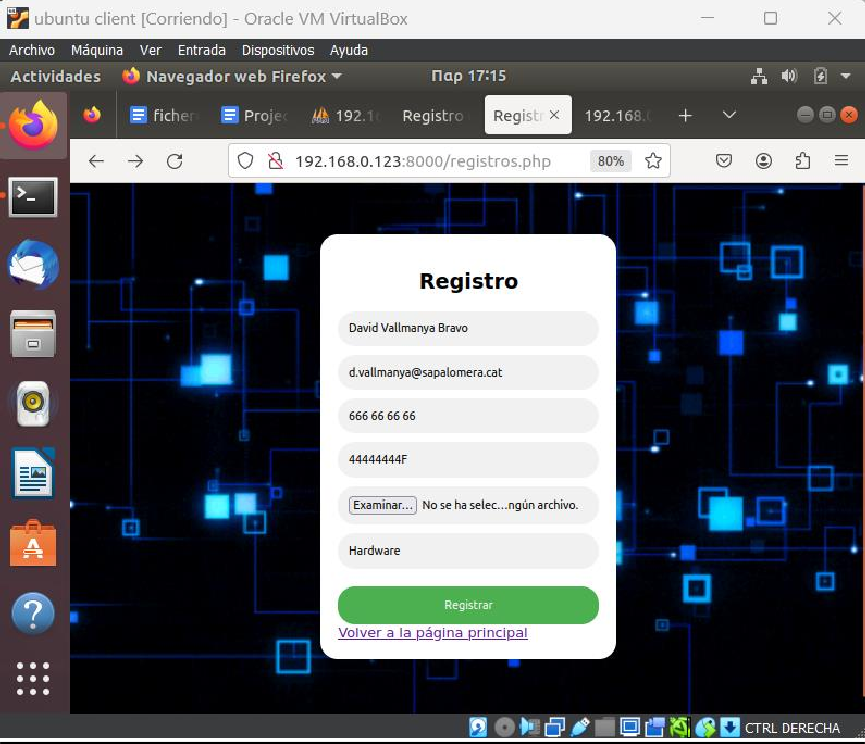 ubuntu client [Corriendo] - Oracle VM VirtualBox
Archivo Máquina Ver Entrada Dispositivos Ayuda
Actividades Navegador web Firefox Παρ 17:15
ficher Projec 192.16 Registro Registr 192.168.0
192.168.0.123:8000/registros.php 80%
Registro
David Vallmanya Bravo
d.vallmanya@sapalomera.cat
666 66 66 66
44444444F
Examinar... No se ha selec...ngún archivo.
Hardware
Registrar
Volver a la página principal
CTRL DERECHA